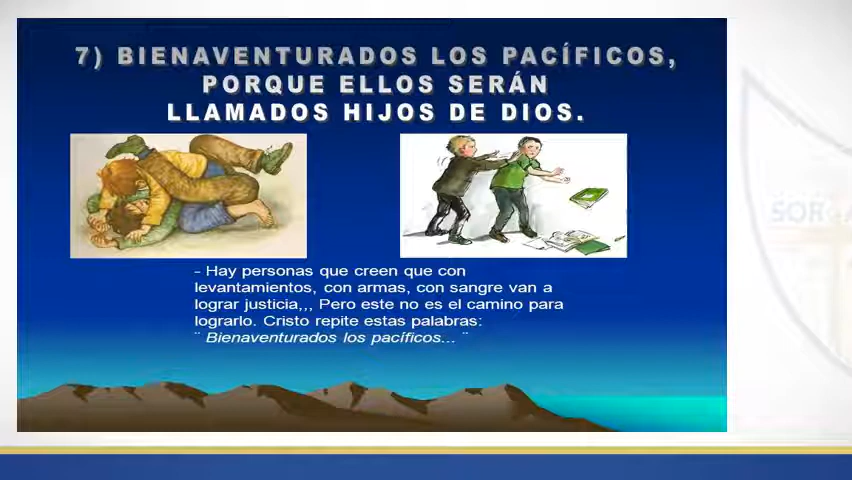 7) BIENAVENTURADOS LOS PACÍFICOS,
PORQUE ELLOS SERÁN
LLAMADOS HIJOS DE DIOS.
- Hay personas que creen que con
levantamientos, con armas, con sangre van a
lograr justicia,,, Pero este no es el camino para
lograrlo. Cristo repite estas palabras:
¨ Bienaventurados los pacíficos... ¨